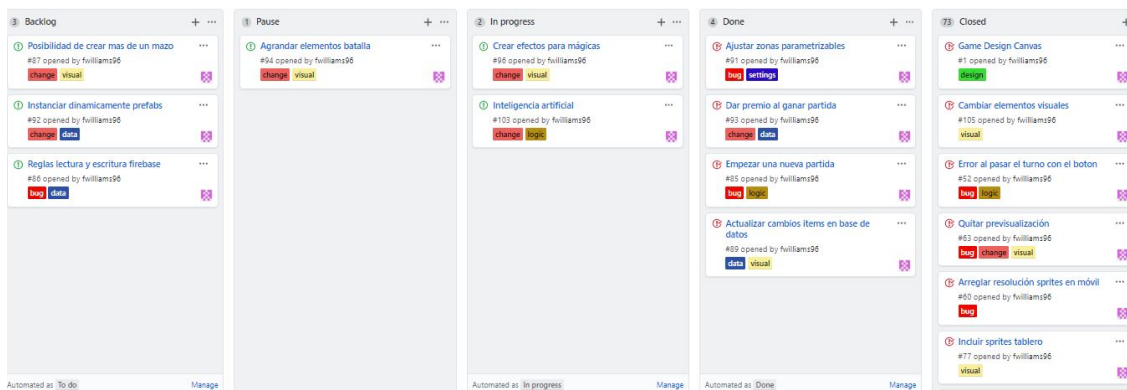 3 Backlog
Posibilidad de crear mas de un mazo
#87 opened by fwilliams96
change visual
Instanciar dinamicamente prefabs
#92 opened by fwilliams96
change data
Reglas lectura y escritura firebase
#86 opened by fwilliams96
bug data
Automated as To do Manage
1 Pause
Agrandar elementos batalla
#94 opened by fwilliams96
change visual
2 In progress
Crear efectos para mágicas
#96 opened by fwilliams96
change visual
Inteligencia artificial
#103 opened by fwilliams96
change logic
Automated as In progress Manage
4 Done
Ajustar zonas parametrizables
#91 opened by fwilliams96
bug settings
Dar premio al ganar partida
#93 opened by fwilliams96
change data
Empezar una nueva partida
#85 opened by fwilliams96
bug logic
Actualizar cambios items en base de
datos
#89 opened by fwilliams96
data visual
Automated as Done Manage
73 Closed
Game Design Canvas
#1 opened by fwilliams96
design
Cambiar elementos visuales
#105 opened by fwilliams96
visual
Error al pasar el turno con el boton
#52 opened by fwilliams96
bug logic
Quitar previsualización
#63 opened by fwilliams96
bug change visual
Arreglar resolución sprites en móvil
#60 opened by fwilliams96
bug
Incluir sprites tablero
#77 opened by fwilliams96
visual